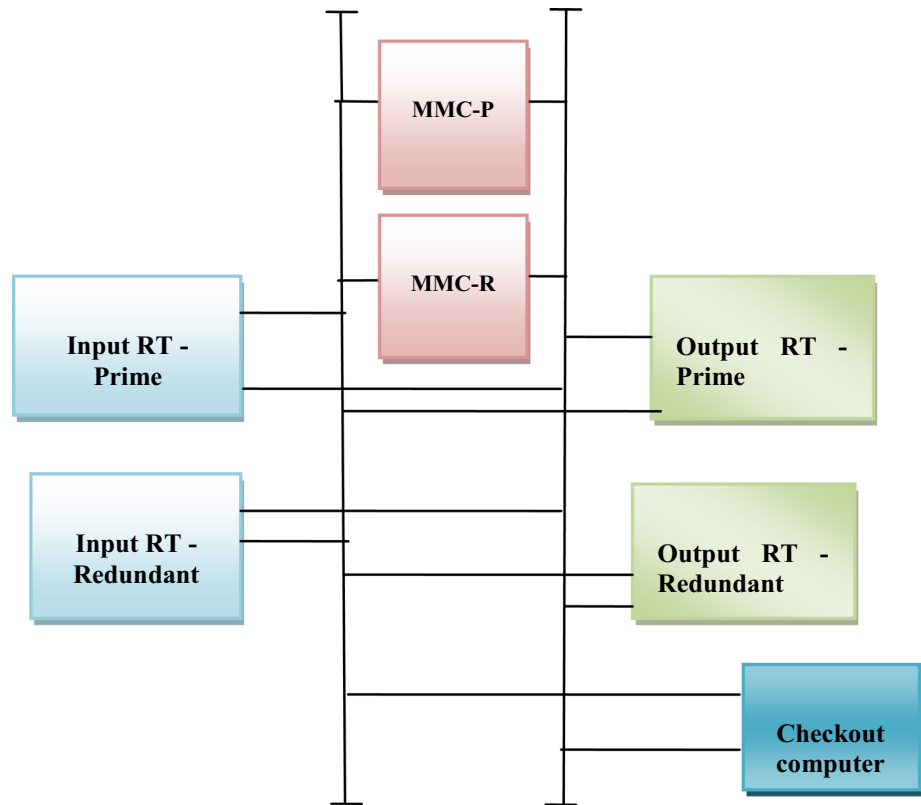 MMC-P
MMC-R
Input RT -
Prime
Output RT -
Prime
Input RT -
Redundant
Output RT -
Redundant
Checkout
computer